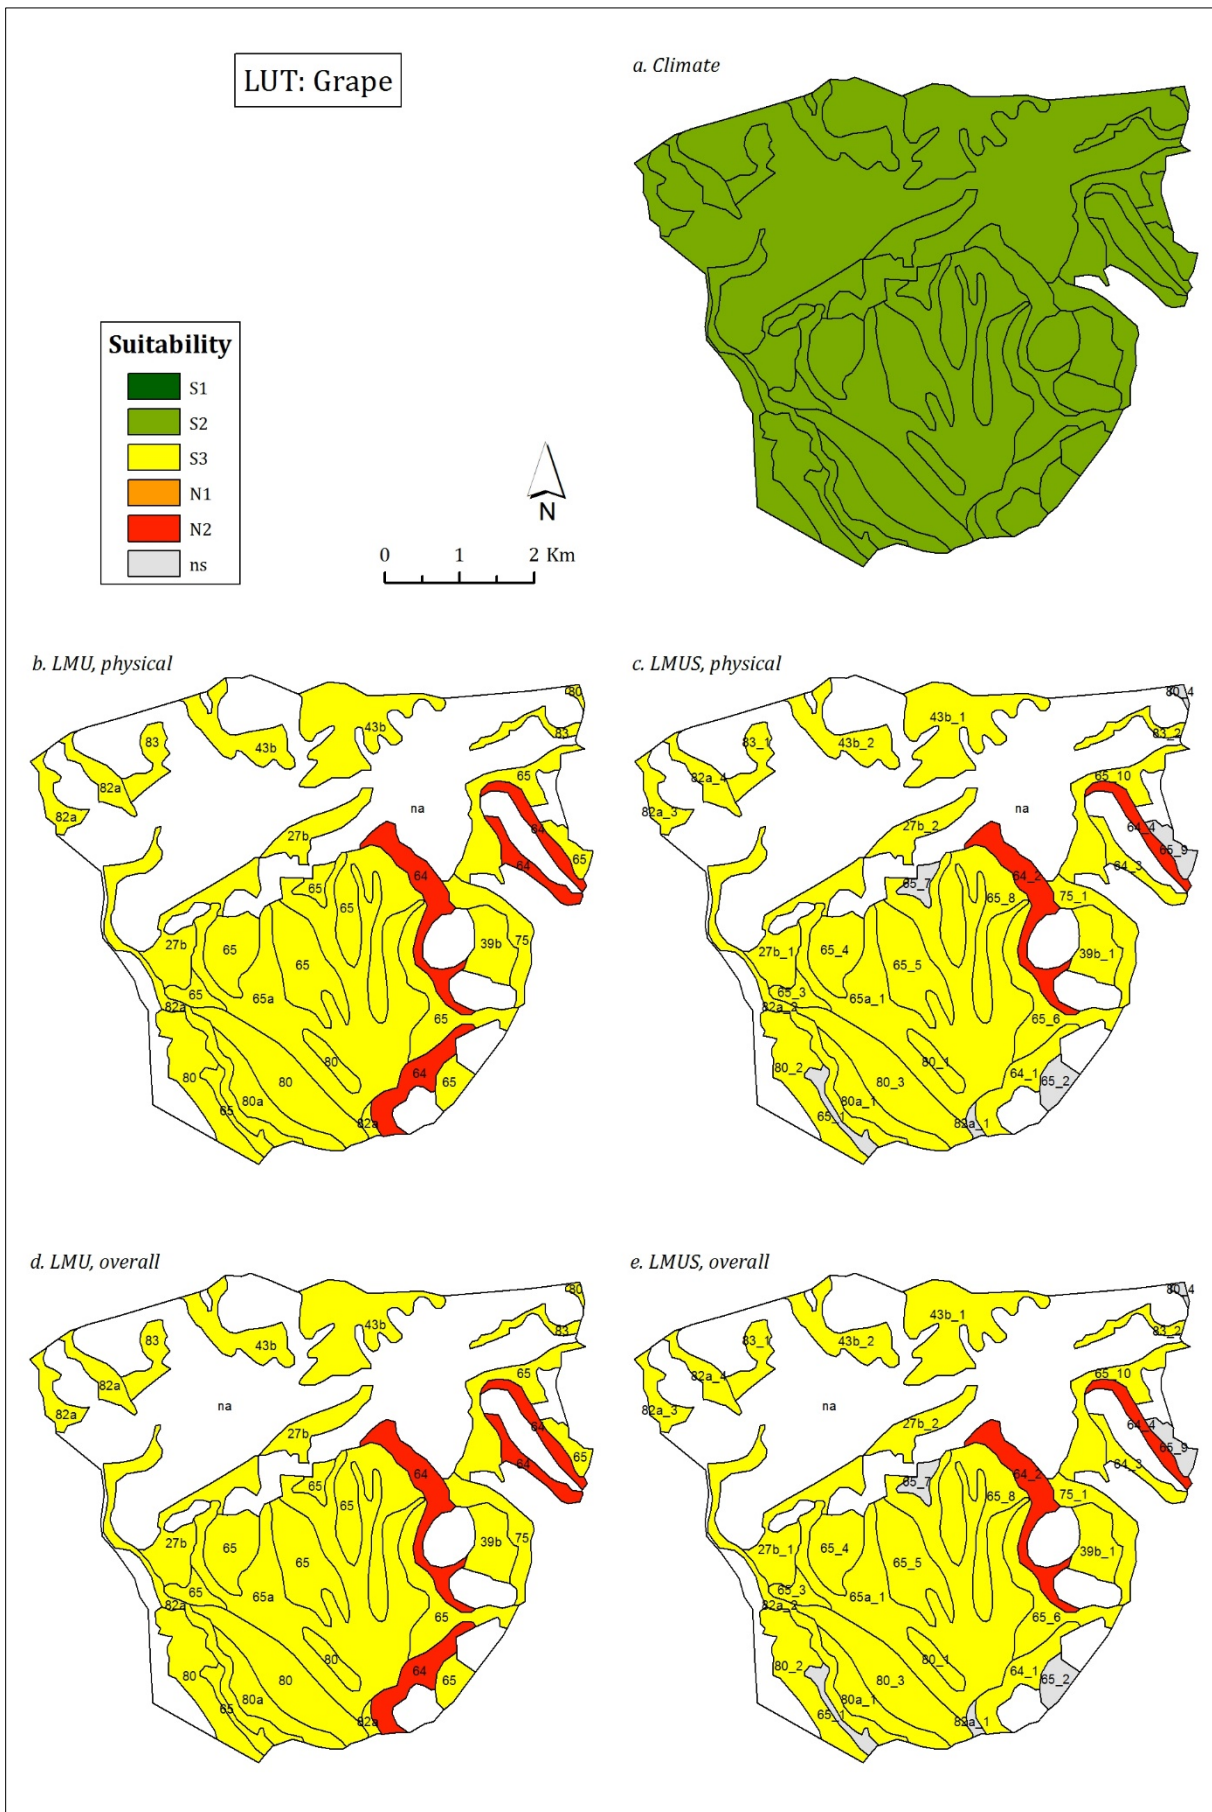 LUT: Grape
a. Climate
Suitability
S1
S2
S3
N1
N2
ns
N
0 1 2 Km
b. LMU, physical
80
83
43b
43b
83
82a
82a
65
na
64
27b
65
64
64
65
65
39b
75
27b
65
65
65
65a
82a
65
80
80
64
65
80
80a
65
82a
c. LMUS, physical
80_4
43b_1
83_1
43b_2
83_2
82a_4
65_10
82a_3
na
64_4
27b_2
65_9
64_3
64_2
65_7
75_1
65_8
27b_1
65_4
39b_1
65_5
65_3
65a_1
82a_2
65_6
80_1
80_2
64_1
80_3
65_2
80a_1
65_1
82a_1
d. LMU, overall
80
83
43b
43b
83
82a
82a
65
na
64
27b
65
64
64
65
65
39b
75
27b
65
65
65
65a
82a
65
80
80
64
65
80
80a
65
82a
e. LMUS, overall
80_4
43b_1
83_1
43b_2
83_2
82a_4
65_10
82a_3
na
64_4
27b_2
65_9
64_3
64_2
65_7
75_1
65_8
27b_1
65_4
39b_1
65_5
65_3
65a_1
82a_2
65_6
80_1
80_2
64_1
80_3
65_2
80a_1
65_1
82a_1